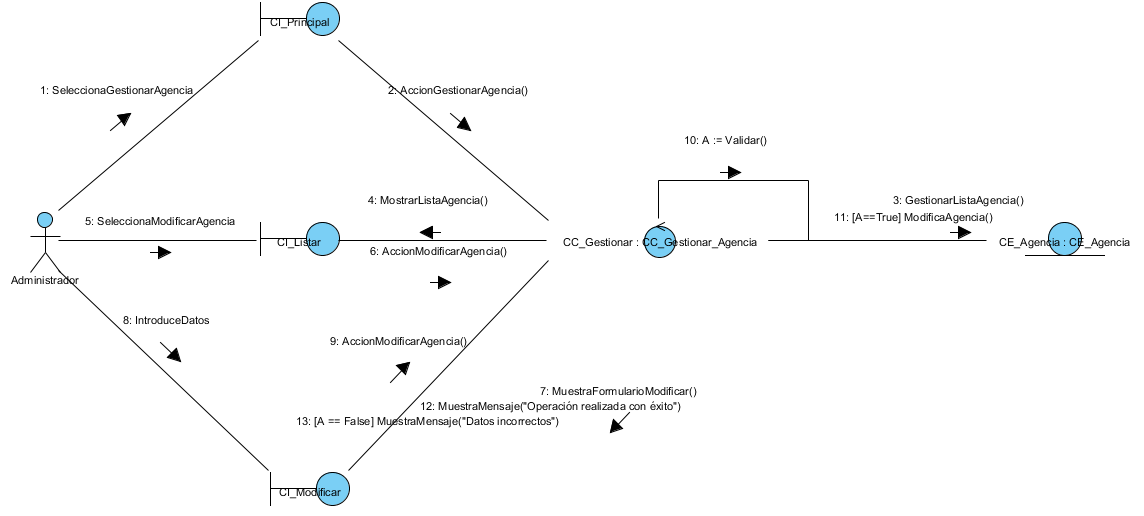 CI_Principal
1: SeleccionaGestionarAgencia
2: AccionGestionarAgencia()
10: A := Validar()
4: MostrarListaAgencia()
3: GestionarListaAgencia()
11: [A==True] ModificaAgencia()
5: SeleccionaModificarAgencia
CI_Listar
CC_Gestionar : CC_Gestionar_Agencia
CE_Agencia : CE_Agencia
6: AccionModificarAgencia()
Administrador
8: IntroduceDatos
9: AccionModificarAgencia()
7: MuestraFormularioModificar()
12: MuestraMensaje("Operación realizada con éxito")
13: [A == False] MuestraMensaje("Datos incorrectos")
CI_Modificar